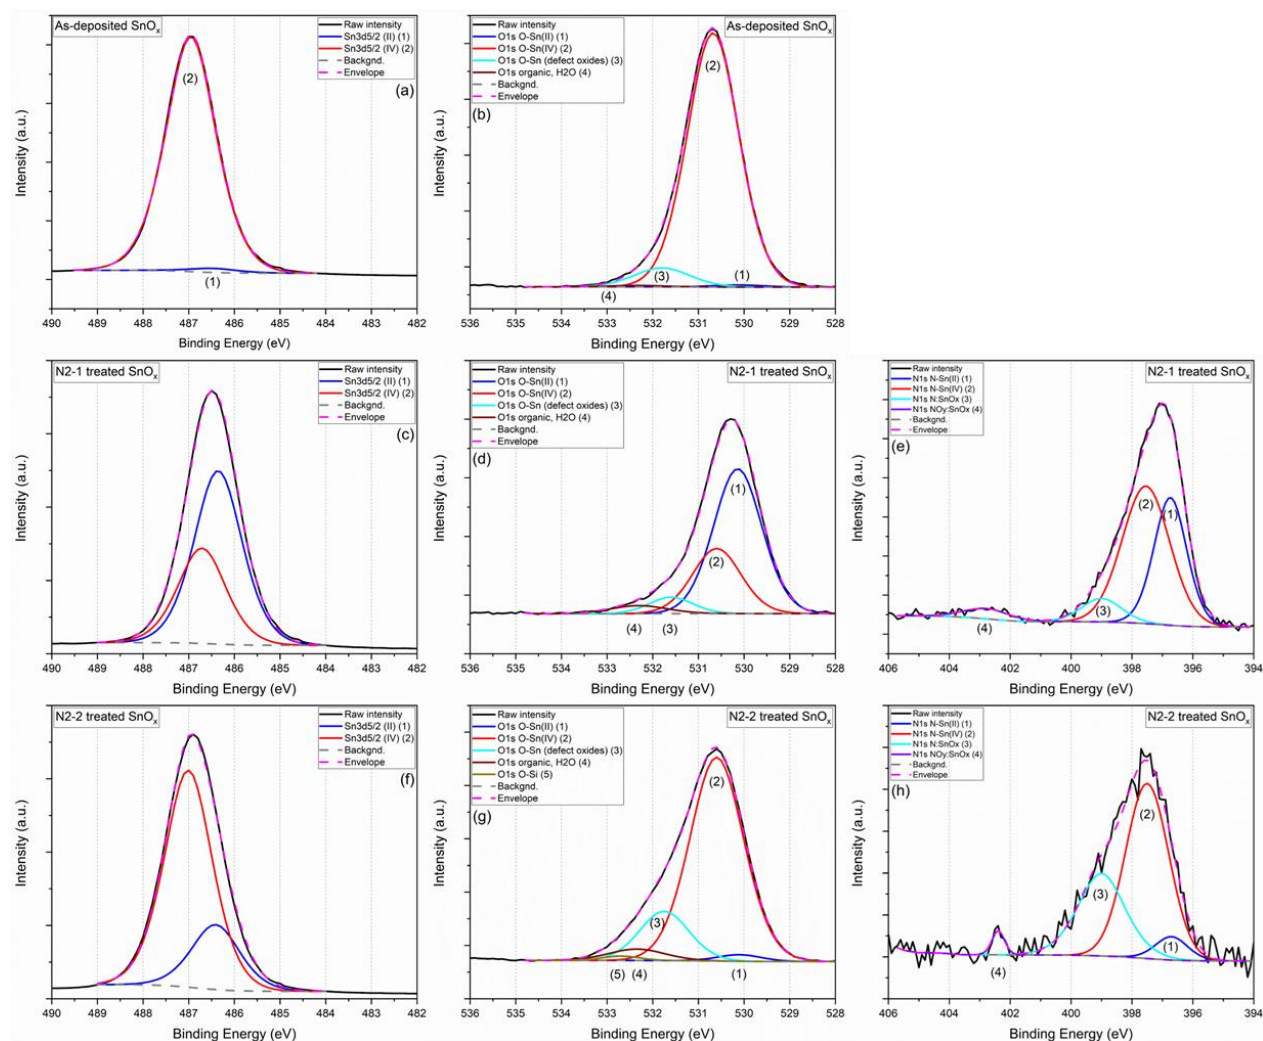 As-deposited SnOx
Raw intensity
Sn3d5/2 (II) (1)
Sn3d5/2 (IV) (2)
Backgnd.
Envelope
(a)
(2)
(1)
Intensity (a.u.)
490 489 488 487 486 485 484 483 482
Binding Energy (eV)
As-deposited SnOx
Raw intensity
O1s O-Sn(II) (1)
O1s O-Sn(IV) (2)
O1s O-Sn (defect oxides) (3)
O1s organic, H2O (4)
Backgnd.
Envelope
(b)
(2)
(3)
(1)
(4)
Intensity (a.u.)
536 535 534 533 532 531 530 529 528
Binding Energy (eV)
N2-1 treated SnOx
Raw intensity
Sn3d5/2 (II) (1)
Sn3d5/2 (IV) (2)
Backgnd.
Envelope
(c)
Intensity (a.u.)
490 489 488 487 486 485 484 483 482
Binding Energy (eV)
N2-1 treated SnOx
Raw intensity
O1s O-Sn(II) (1)
O1s O-Sn(IV) (2)
O1s O-Sn (defect oxides) (3)
O1s organic, H2O (4)
Backgnd.
Envelope
(d)
(1)
(2)
(4) (3)
Intensity (a.u.)
536 535 534 533 532 531 530 529 528
Binding Energy (eV)
N2-1 treated SnOx
Raw intensity
N1s N-Sn(II) (1)
N1s N-Sn(IV) (2)
N1s N:SnOx (3)
N1s NOy:SnOx (4)
Backgnd.
Envelope
(e)
(2)
(1)
(3)
(4)
Intensity (a.u.)
406 404 402 400 398 396 394
Binding Energy (eV)
N2-2 treated SnOx
Raw intensity
Sn3d5/2 (II) (1)
Sn3d5/2 (IV) (2)
Backgnd.
Envelope
(f)
Intensity (a.u.)
490 489 488 487 486 485 484 483 482
Binding Energy (eV)
N2-2 treated SnOx
Raw intensity
O1s O-Sn(II) (1)
O1s O-Sn(IV) (2)
O1s O-Sn (defect oxides) (3)
O1s organic, H2O (4)
O1s O-Si (5)
Backgnd.
Envelope
(g)
(2)
(3)
(5) (4) (1)
Intensity (a.u.)
536 535 534 533 532 531 530 529 528
Binding Energy (eV)
N2-2 treated SnOx
Raw intensity
N1s N-Sn(II) (1)
N1s N-Sn(IV) (2)
N1s N:SnOx (3)
N1s NOy:SnOx (4)
Backgnd.
Envelope
(h)
(2)
(3)
(1)
(4)
Intensity (a.u.)
406 404 402 400 398 396 394
Binding Energy (eV)